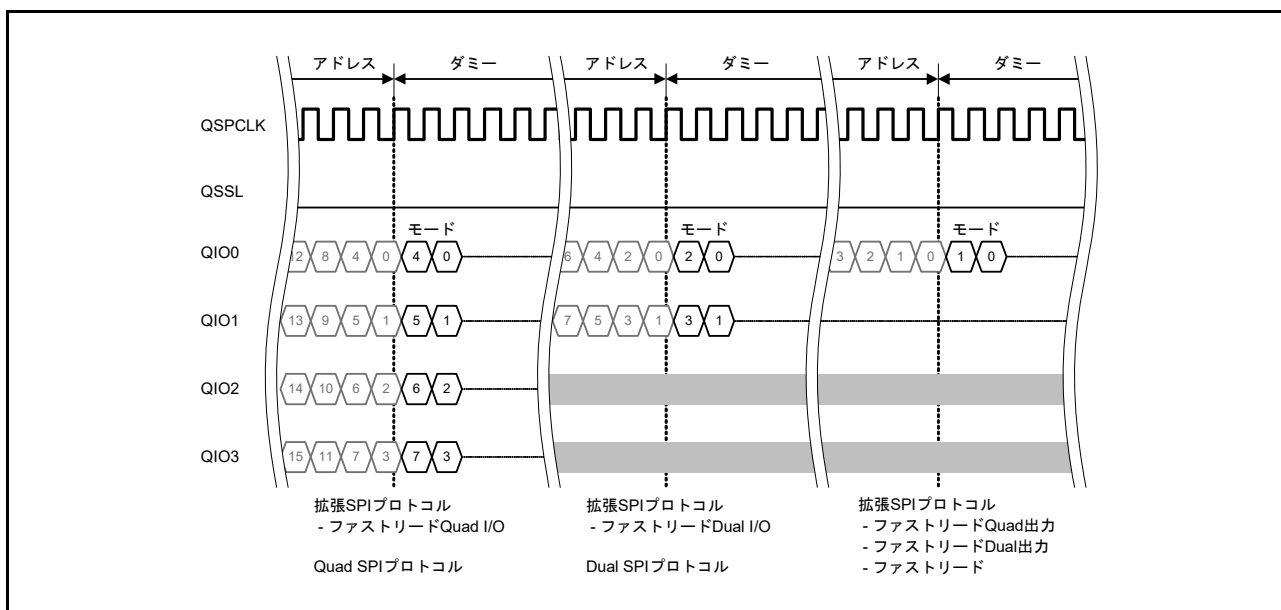 アドレス ダミー アドレス ダミー アドレス ダミー
QSPCLK
QSSL
モード モード モード
QIO0 12 8 4 0 4 0 6 4 2 0 2 0 3 2 1 0 1 0
QIO1 13 9 5 1 5 1 7 5 3 1 3 1
QIO2 14 10 6 2 6 2
QIO3 15 11 7 3 7 3
拡張SPIプロトコル
- ファストリードQuad I/O
Quad SPIプロトコル
拡張SPIプロトコル
- ファストリードDual I/O
Dual SPIプロトコル
拡張SPIプロトコル
- ファストリードQuad出力
- ファストリードDual出力
- ファストリード